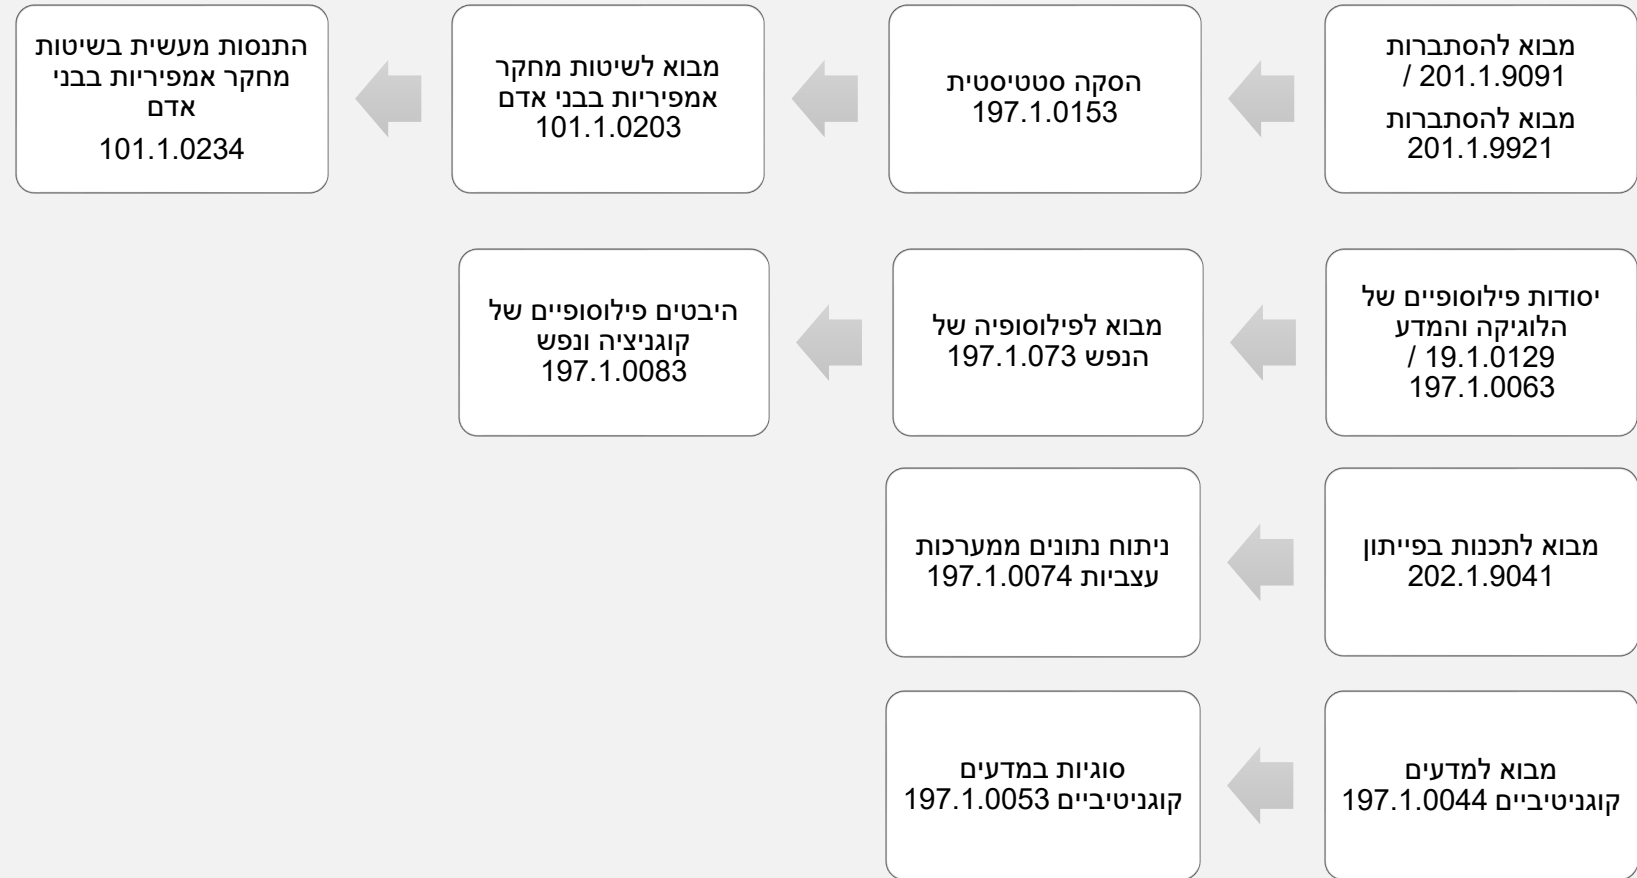 מבוא להסתברות
201.1.9091 /
מבוא להסתברות
201.1.9921
הסקה סטטיסטית
197.1.0153
מבוא לשיטות מחקר
אמפיריות בבני אדם
101.1.0203
התנסות מעשית בשיטות
מחקר אמפיריות בבני
אדם
101.1.0234
יסודות פילוסופיים של
הלוגיקה והמדע
19.1.0129 /
197.1.0063
מבוא לפילוסופיה של
הנפש 197.1.073
היבטים פילוסופיים של
קוגניציה ונפש
197.1.0083
מבוא לתכנות בפייתון
202.1.9041
ניתוח נתונים ממערכות
עצביות 197.1.0074
מבוא למדעים
קוגניטיביים 197.1.0044
סוגיות במדעים
קוגניטיביים 197.1.0053